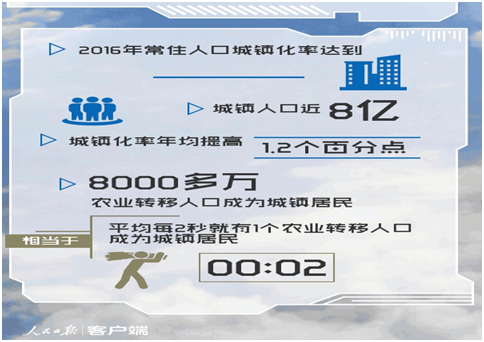 2016年常住人口城镇化率达到
城镇人口近 8亿
城镇化率年均提高 1.2个百分点
8000多万
农业转移人口成为城镇居民
相当于
平均每2秒就有1个农业转移人口
成为城镇居民
00:02
人民日报 客户端